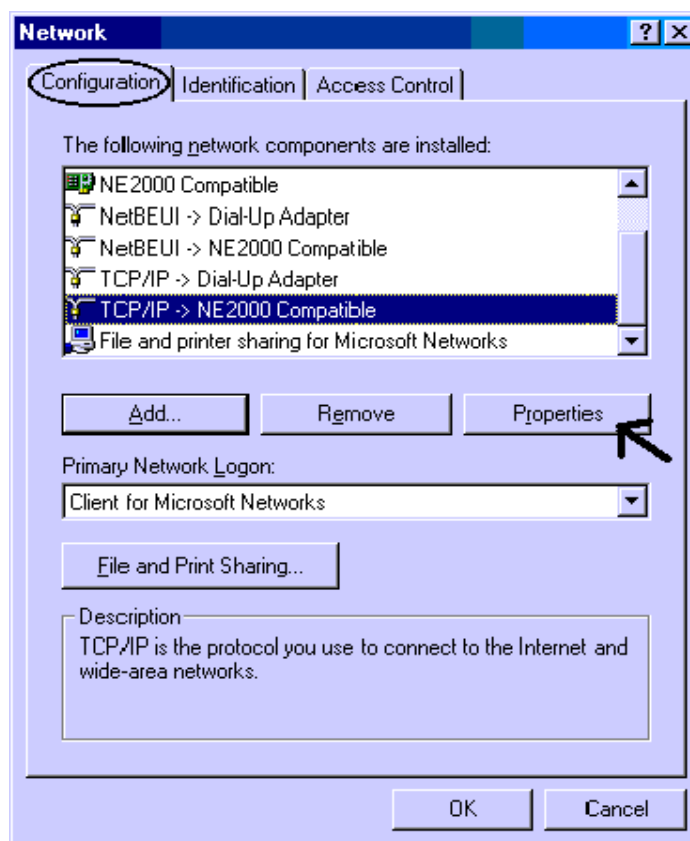 Network
Configuration Identification Access Control
The following network components are installed:
NE2000 Compatible
NetBEUI -> Dial-Up Adapter
NetBEUI -> NE2000 Compatible
TCP/IP -> Dial-Up Adapter
TCP/IP -> NE2000 Compatible
File and printer sharing for Microsoft Networks
Add... Remove Properties
Primary Network Logon:
Client for Microsoft Networks
File and Print Sharing...
Description
TCP/IP is the protocol you use to connect to the Internet and
wide-area networks.
OK Cancel